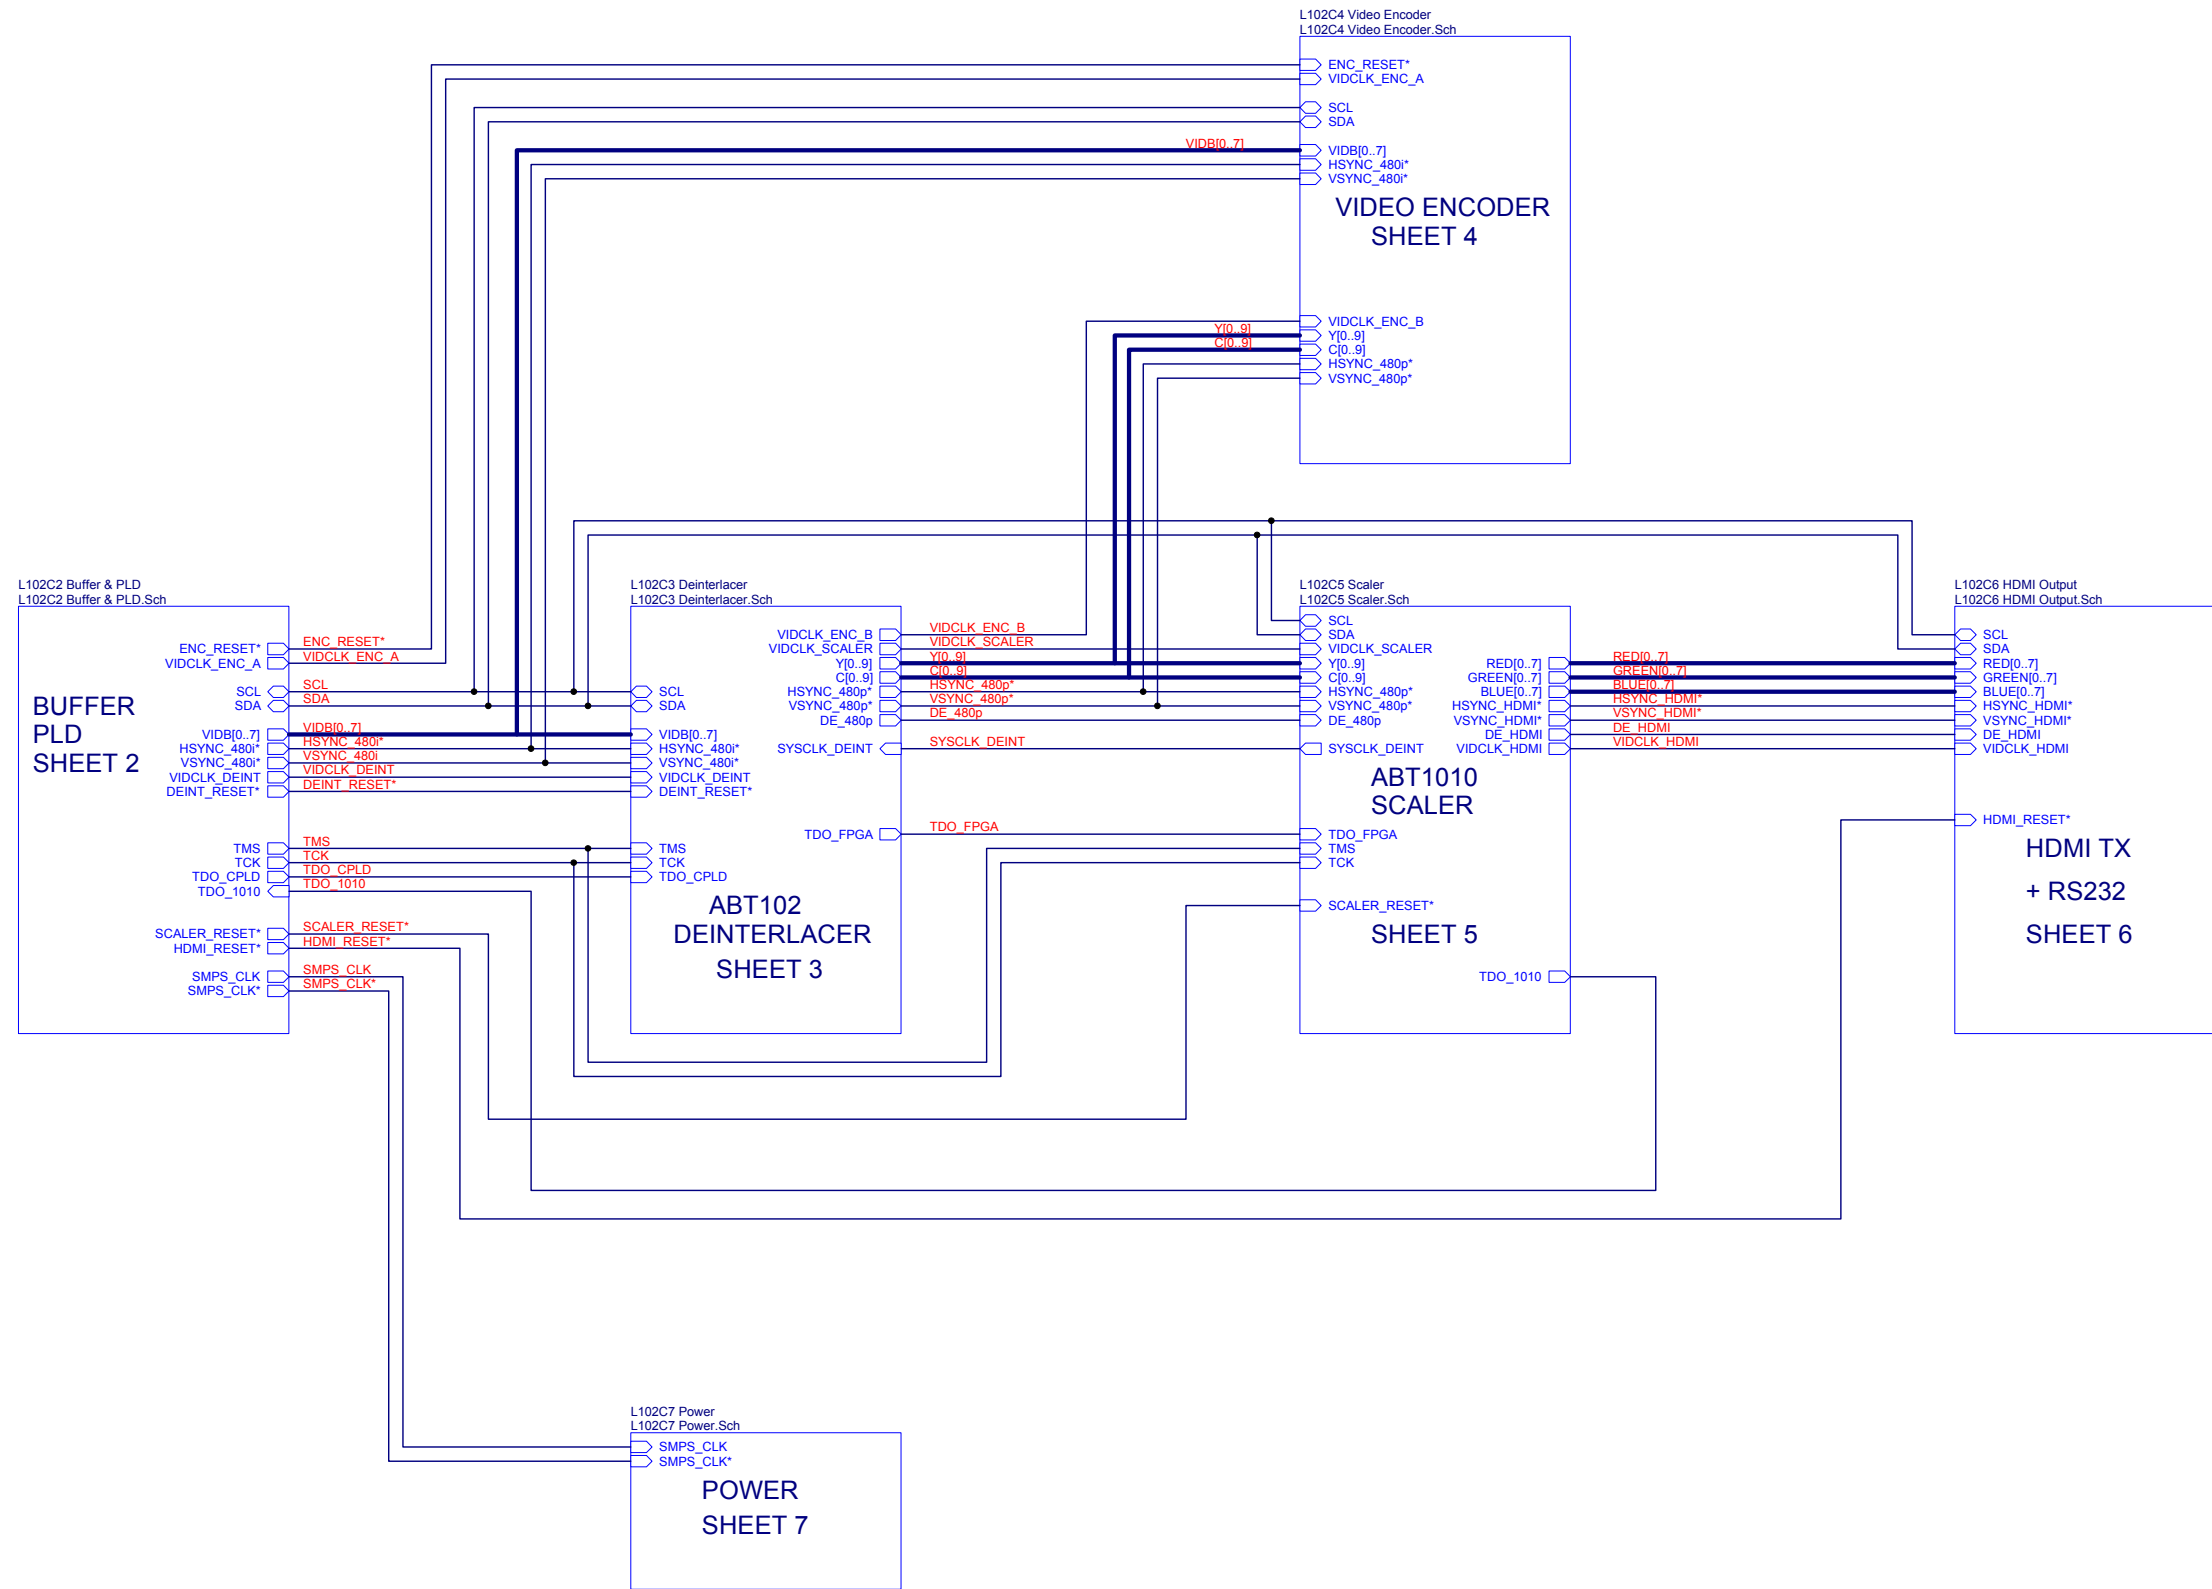 L102C4 Video Encoder
L102C4 Video Encoder.Sch
ENC_RESET*
VIDCLK_ENC_A
SCL
SDA
VIDB[0..7]
VIDB[0..7]
HSYNC_480i*
VSYNC_480i*
VIDEO ENCODER
SHEET 4
VIDCLK_ENC_B
Y[0..9]
Y[0..9]
C[0..9]
C[0..9]
HSYNC_480p*
VSYNC_480p*
L102C2 Buffer & PLD
L102C2 Buffer & PLD.Sch
ENC_RESET*
VIDCLK_ENC_A
SCL
SDA
BUFFER
PLD
SHEET 2
VIDB[0..7]
HSYNC_480i*
VSYNC_480i*
VIDCLK_DEINT
DEINT_RESET*
TMS
TCK
TDO_CPLD
TDO_1010
SCALER_RESET*
HDMI_RESET*
SMPS_CLK
SMPS_CLK*
ENC_RESET*
VIDCLK_ENC_A
SCL
SDA
VIDB[0..7]
HSYNC_480i*
VSYNC_480i
VIDCLK_DEINT
DEINT_RESET*
TMS
TCK
TDO_CPLD
TDO_1010
SCALER_RESET*
HDMI_RESET*
SMPS_CLK
SMPS_CLK*
L102C3 Deinterlacer
L102C3 Deinterlacer.Sch
VIDCLK_ENC_B
VIDCLK_SCALER
Y[0..9]
C[0..9]
HSYNC_480p*
VSYNC_480p*
DE_480p
SYSCLK_DEINT
TDO_FPGA
SCL
SDA
VIDB[0..7]
HSYNC_480i*
VSYNC_480i*
VIDCLK_DEINT
DEINT_RESET*
TMS
TCK
TDO_CPLD
ABT102
DEINTERLACER
SHEET 3
VIDCLK_ENC_B
VIDCLK_SCALER
Y[0..9]
C[0..9]
HSYNC_480p*
VSYNC_480p*
DE_480p
SYSCLK_DEINT
TDO_FPGA
L102C5 Scaler
L102C5 Scaler.Sch
SCL
SDA
VIDCLK_SCALER
Y[0..9]
C[0..9]
HSYNC_480p*
VSYNC_480p*
DE_480p
SYSCLK_DEINT
RED[0..7]
GREEN[0..7]
BLUE[0..7]
HSYNC_HDMI*
VSYNC_HDMI*
DE_HDMI
VIDCLK_HDMI
ABT1010
SCALER
TDO_FPGA
TMS
TCK
SCALER_RESET*
SHEET 5
TDO_1010
RED[0..7]
GREEN[0..7]
BLUE[0..7]
HSYNC_HDMI*
VSYNC_HDMI*
DE_HDMI
VIDCLK_HDMI
L102C6 HDMI Output
L102C6 HDMI Output.Sch
SCL
SDA
RED[0..7]
GREEN[0..7]
BLUE[0..7]
HSYNC_HDMI*
VSYNC_HDMI*
DE_HDMI
VIDCLK_HDMI
HDMI_RESET*
HDMI TX
+ RS232
SHEET 6
L102C7 Power
L102C7 Power.Sch
SMPS_CLK
SMPS_CLK*
POWER
SHEET 7